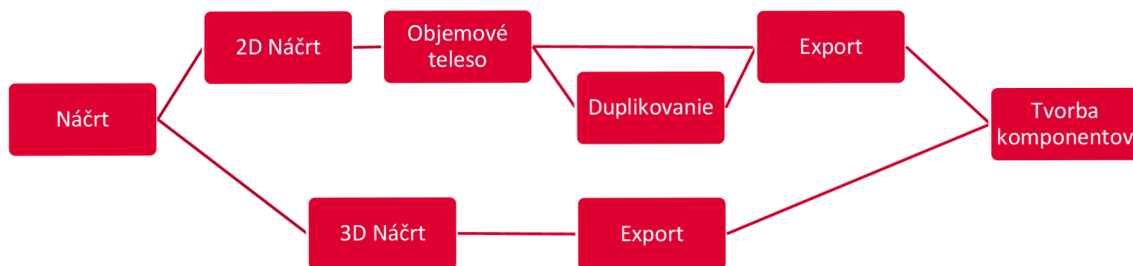 Náčrt
2D Náčrt
Objemové
teleso
Duplikovanie
Export
3D Náčrt
Export
Tvorba
komponentov